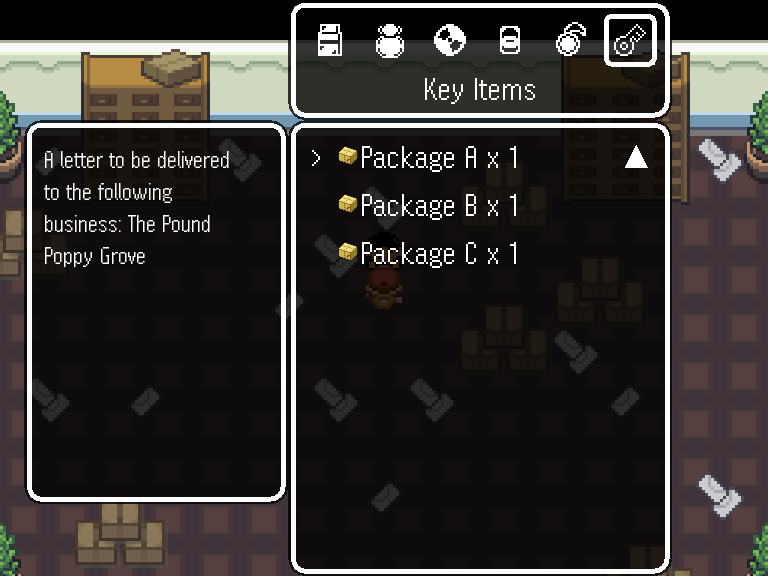 Key Items
A letter to be delivered
to the following
business: The Pound
Poppy Grove
Package A x 1
Package B x 1
Package C x 1